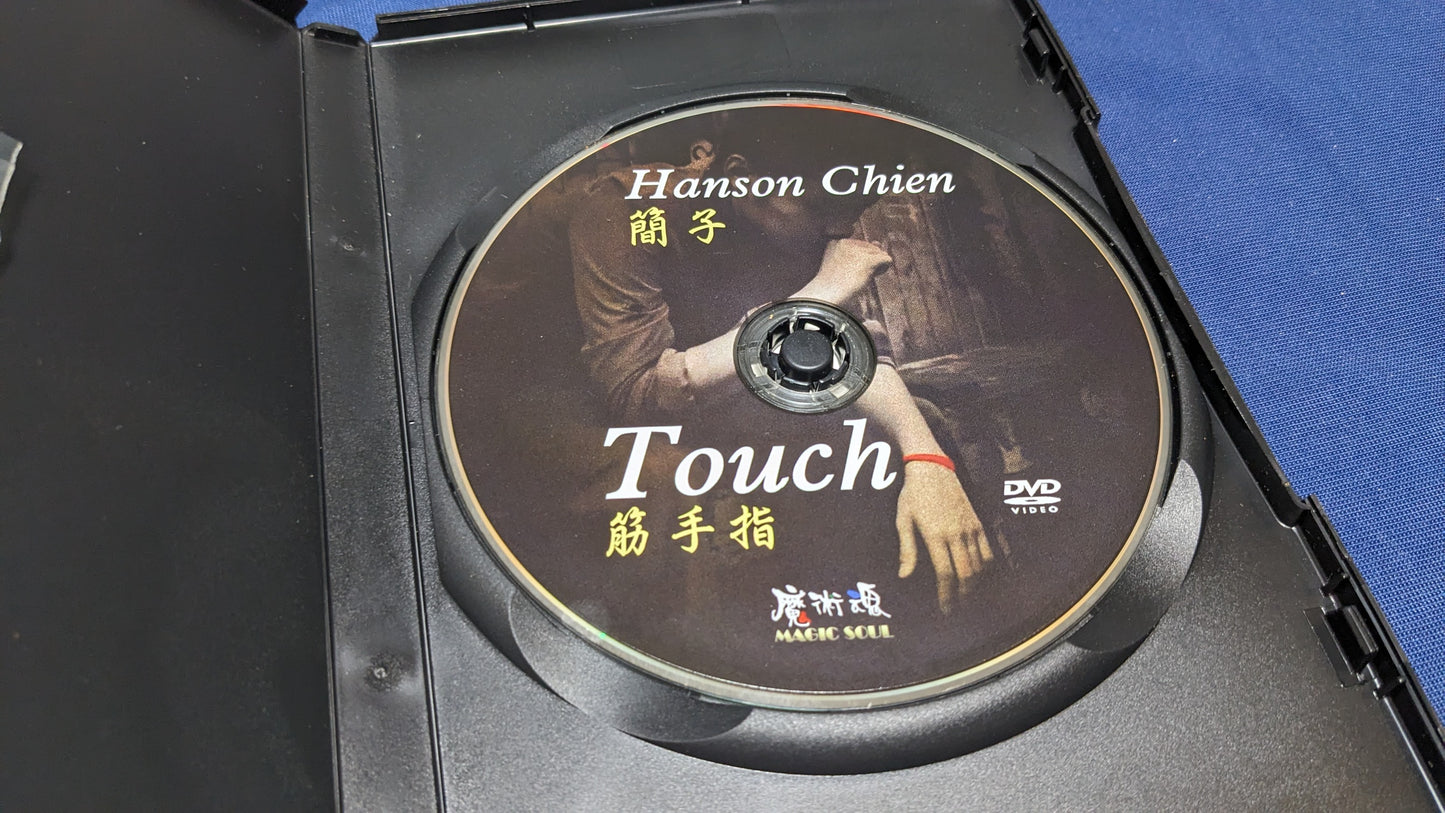 Hanson Chien
簡子
Touch
筋手指
DVD
VIDEO
魔術魂
MAGIC SOUL